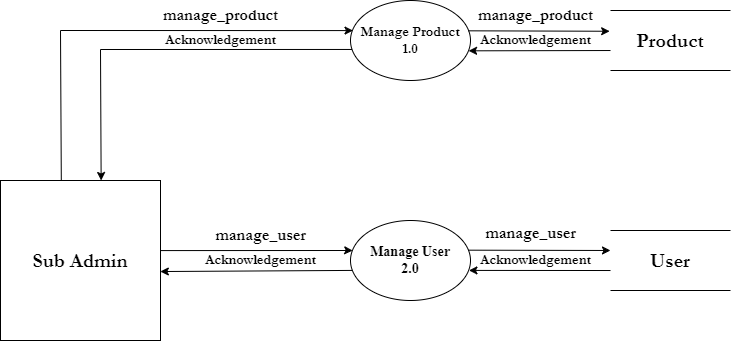 manage_product
Acknowledgement
Manage Product
1.0
manage_product
Acknowledgement
Product
Sub Admin
manage_user
Acknowledgement
Manage User
2.0
manage_user
Acknowledgement
User